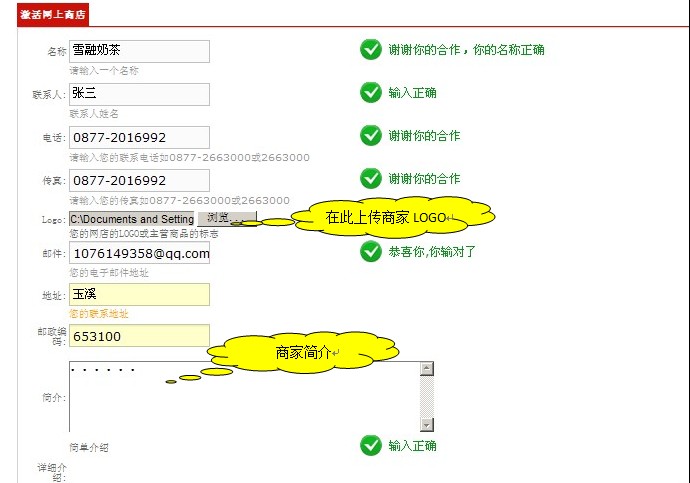 激活网上商店
名称 雪融奶茶 谢谢你的合作，你的名称正确
请输入一个名称
联系人: 张三 输入正确
联系人姓名
电话: 0877-2016992 谢谢你的合作
请输入您的联系电话如0877-2663000或2663000
传真: 0877-2016992 谢谢你的合作
请输入您的传真如0877-2663000或2663000
Logo: C:\Documents and Setting 浏览... 在此上传商家 LOGO
您的网店的LOGO或主营商品的标志
邮件: 1076149358@qq.com 恭喜你,你输对了
您的电子邮件地址
地址: 玉溪
您的联系地址
邮政编码: 653100
商家简介
简介: . . . . . .
简单介绍 输入正确
详细介绍: